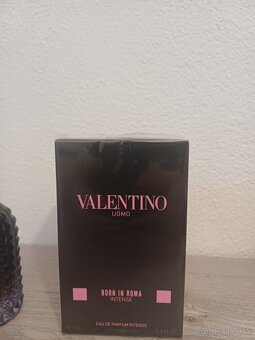 VALENTINO
UOMO
BORN IN ROMA
INTENSE
EAU DE PARFUM INTENSE